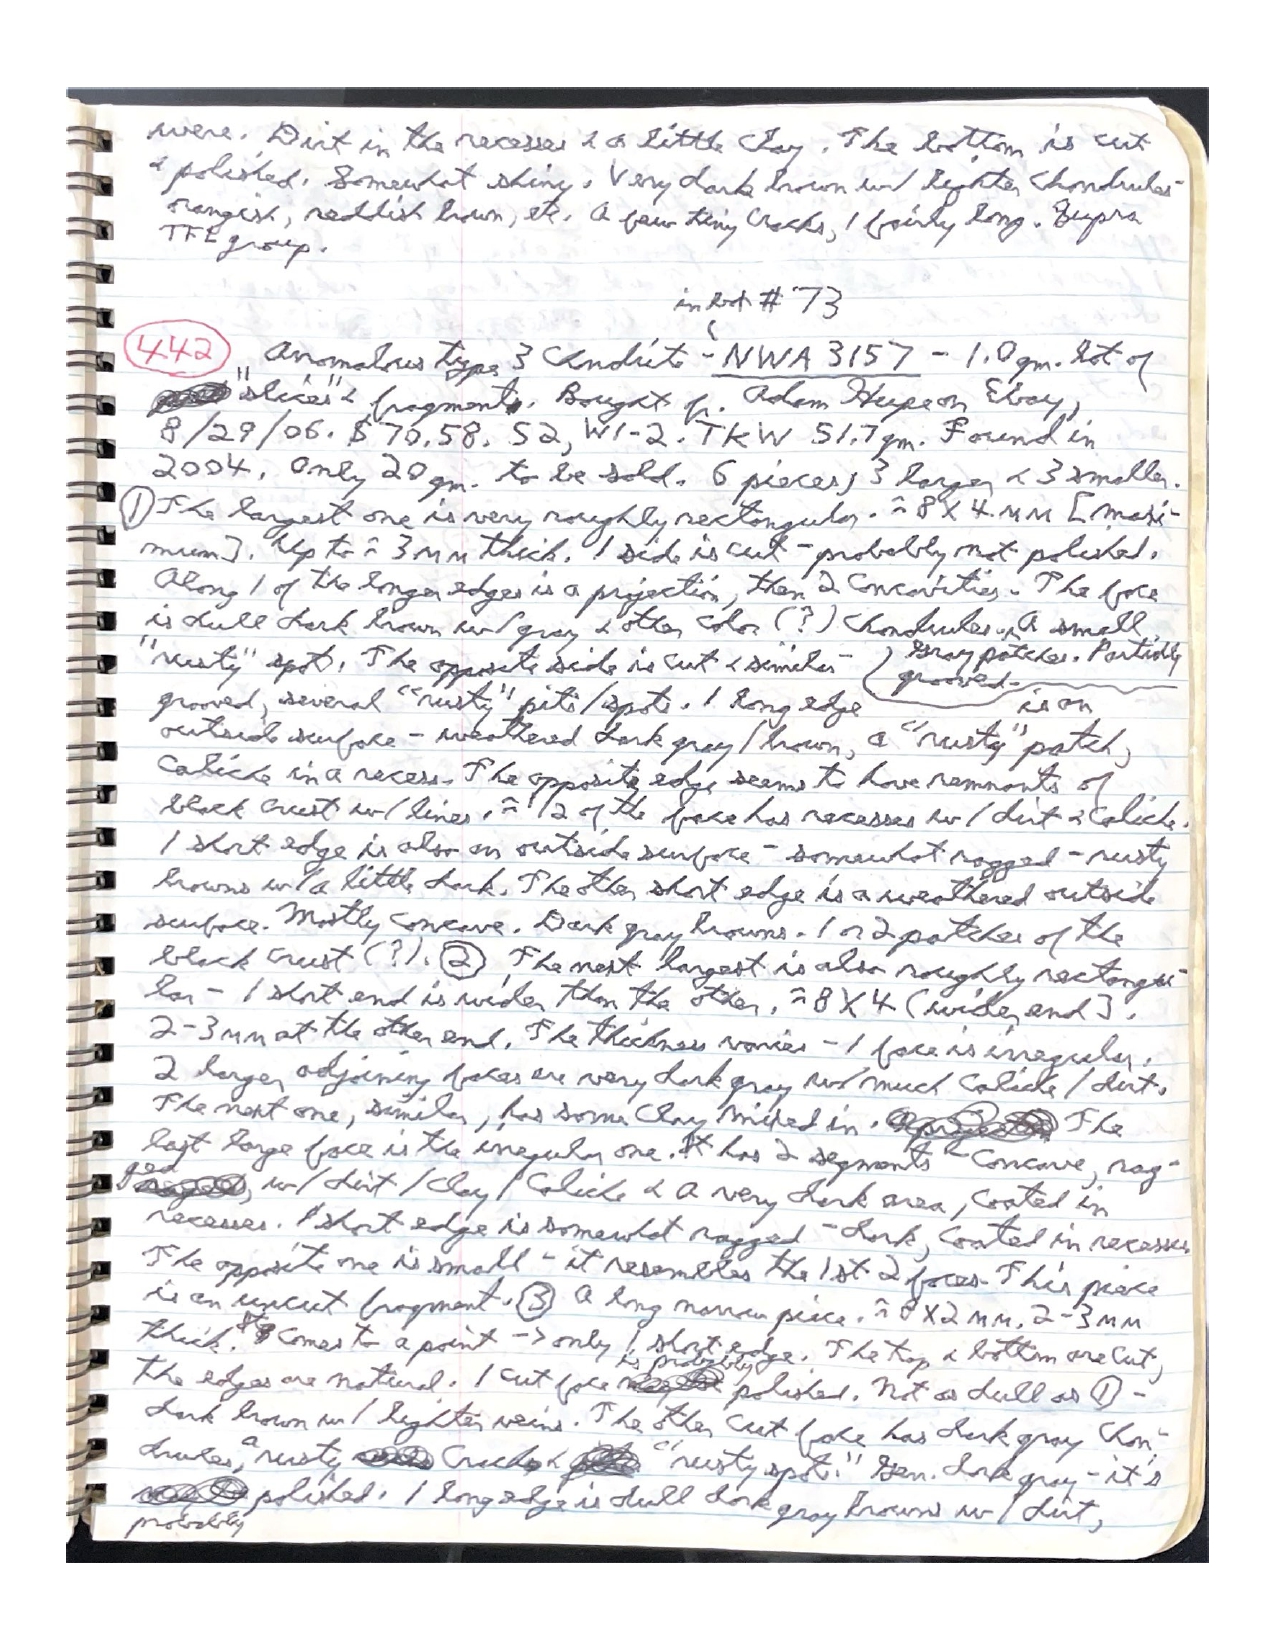 were. Dirt in the recesses & a little clay. The bottom is cut
& polished. Somewhat shiny. Very dark brown w/ lighter chondrules -
orangish, reddish brown, etc. A few tiny cracks, 1 fairly long.
TFL group.
in lot # 73
442 Anomalous type 3 Chondrite - NWA 3157 - 1.0 gm. lot of
"slices" & fragments. Bought fr. Adam Hupe on Ebay,
8/29/06. $70.58. S2, W1-2. TKW 51.7 gm. Found in
2004. Only 20 gm. to be sold. 6 pieces; 3 larger & 3 smaller.
① The largest one is very roughly rectangular. ≈ 8 X 4 mm [maxi-
mum]. Up to ≈ 3 mm thick. 1 side is cut - probably not polished.
Along 1 of the longer edges is a projection, then 2 concavities. The face
is dull dark brown w/ gray & other color (?) chondrules. A small
"rusty" spot. The opposite side is cut & similar - Gray patches. Partially
grooved.
grooved, several "rusty" pits/spots. 1 long edge is an
outside surface - weathered dark gray/brown, a "rusty" patch,
caliche in a recess. The opposite edge seems to have remnants of
black crust w/ lines. ≈ 1/2 of the face has recesses w/ dirt & caliche.
1 short edge is also an outside surface - somewhat ragged - rusty
browns w/ a little dark. The other short edge is a weathered outside
surface. Mostly concave. Dark gray browns. 1 or 2 patches of the
black crust (?). ② The next largest is also roughly rectangu-
lar - 1 short end is wider than the other. ≈ 8 X 4 (wider end].
2-3 mm at the other end. The thickness varies - 1 face is irregular.
2 larger adjoining faces are very dark gray w/ much caliche/dirt.
The next one, similar, has some clay mixed in. The
last large face is the irregular one. It has 2 segments - concave, rag-
ged, w/ dirt/clay/caliche & a very dark area, coated in
recesses. 1 short edge is somewhat ragged - dark, coated in recesses.
The opposite one is small - it resembles the 1st 2 faces. This piece
is an uncut fragment. ③ A long narrow piece. ≈ 8 X 2 mm. 2-3 mm
thick. It comes to a point -> only 1 short edge. The top & bottom are cut,
the edges are natural. 1 cut face is probably polished. Not as dull as ① -
dark brown w/ lighter veins. The other cut face has dark gray chon-
drules, a rusty crack & "rusty spot." Gen. dark gray - it's
probably polished. 1 long edge is dull dark gray browns w/ dirt,